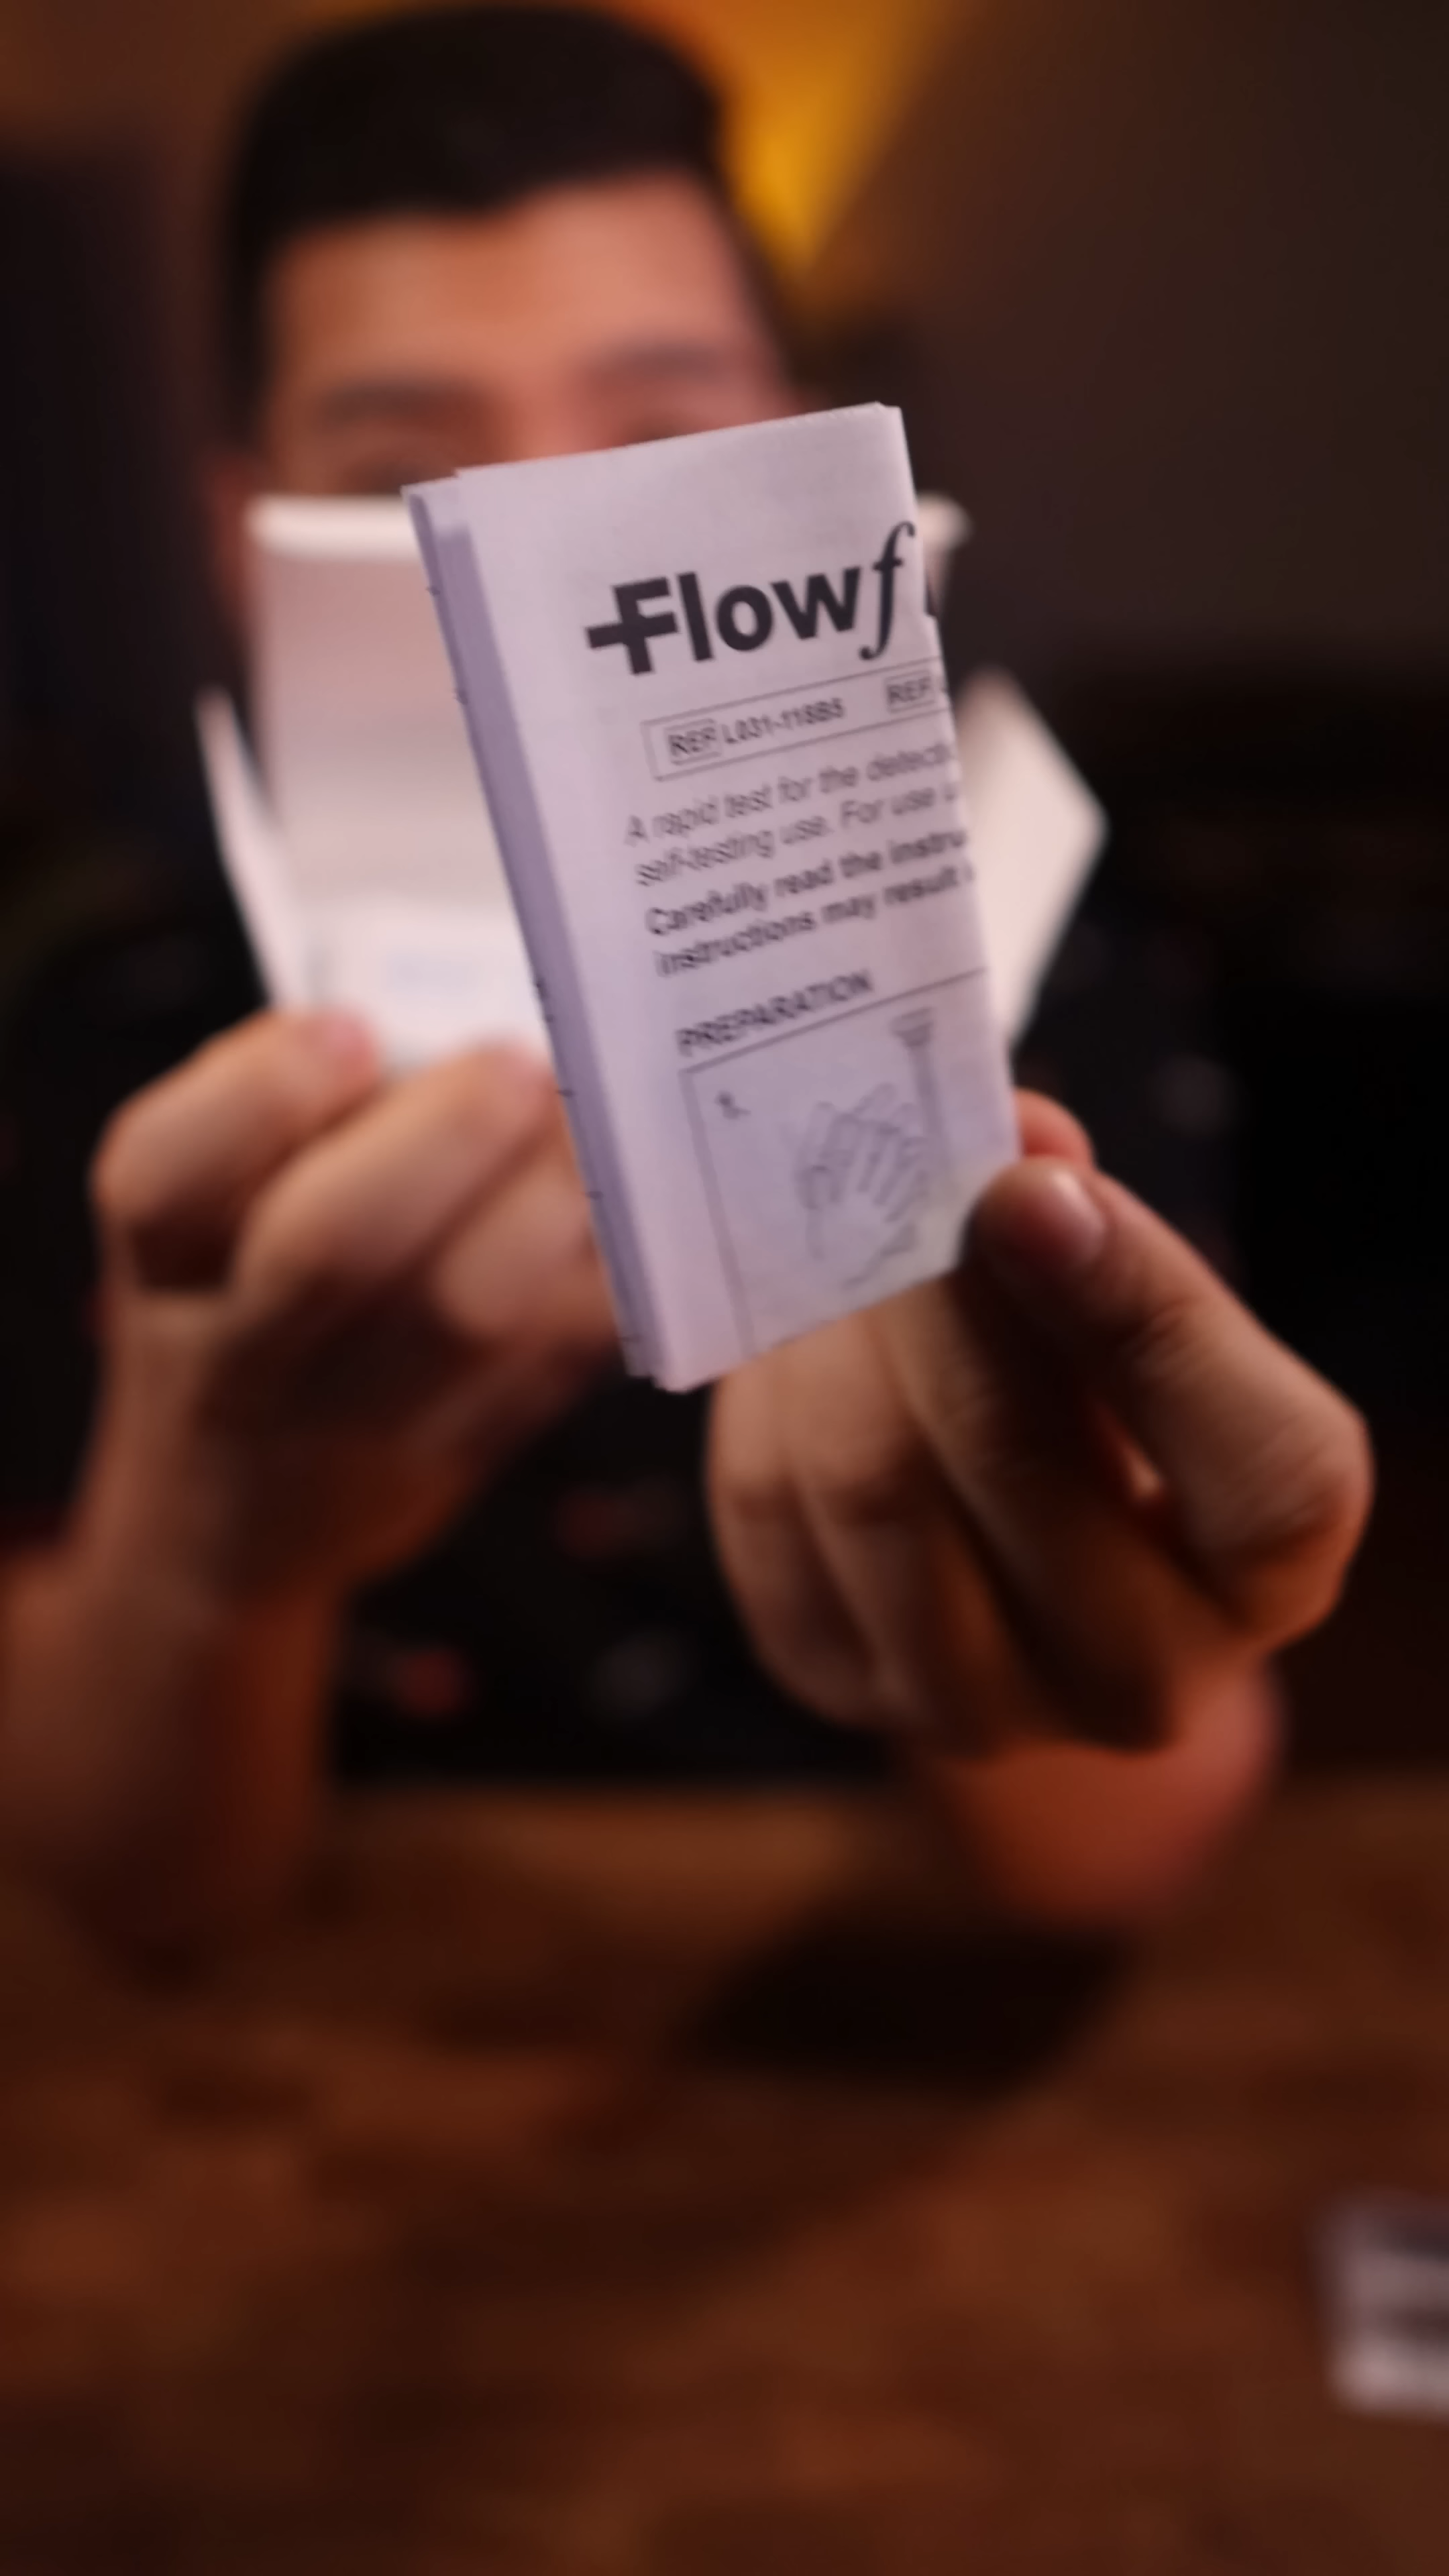 Flowf
REF L031-118B5 REF
A rapid test for the detecti
self-testing use. For use u
Carefully read the instru
instructions may result i
PREPARATION
1.